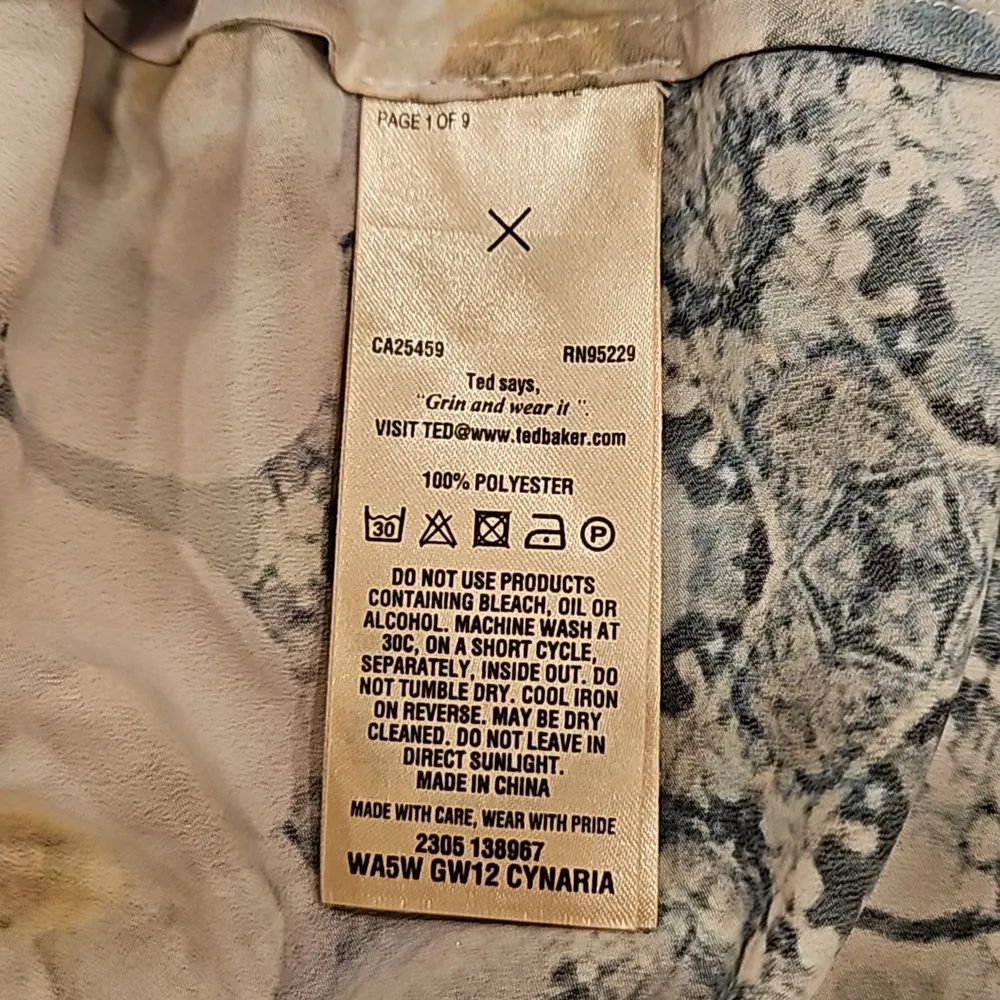 PAGE 1 OF 9
CA25459 RN95229
Ted says,
"Grin and wear it ".
VISIT TED@www.tedbaker.com
100% POLYESTER
30 P
DO NOT USE PRODUCTS
CONTAINING BLEACH, OIL OR
ALCOHOL. MACHINE WASH AT
30C, ON A SHORT CYCLE,
SEPARATELY, INSIDE OUT. DO
NOT TUMBLE DRY. COOL IRON
ON REVERSE. MAY BE DRY
CLEANED. DO NOT LEAVE IN
DIRECT SUNLIGHT.
MADE IN CHINA
MADE WITH CARE, WEAR WITH PRIDE
2305 138967
WA5W GW12 CYNARIA